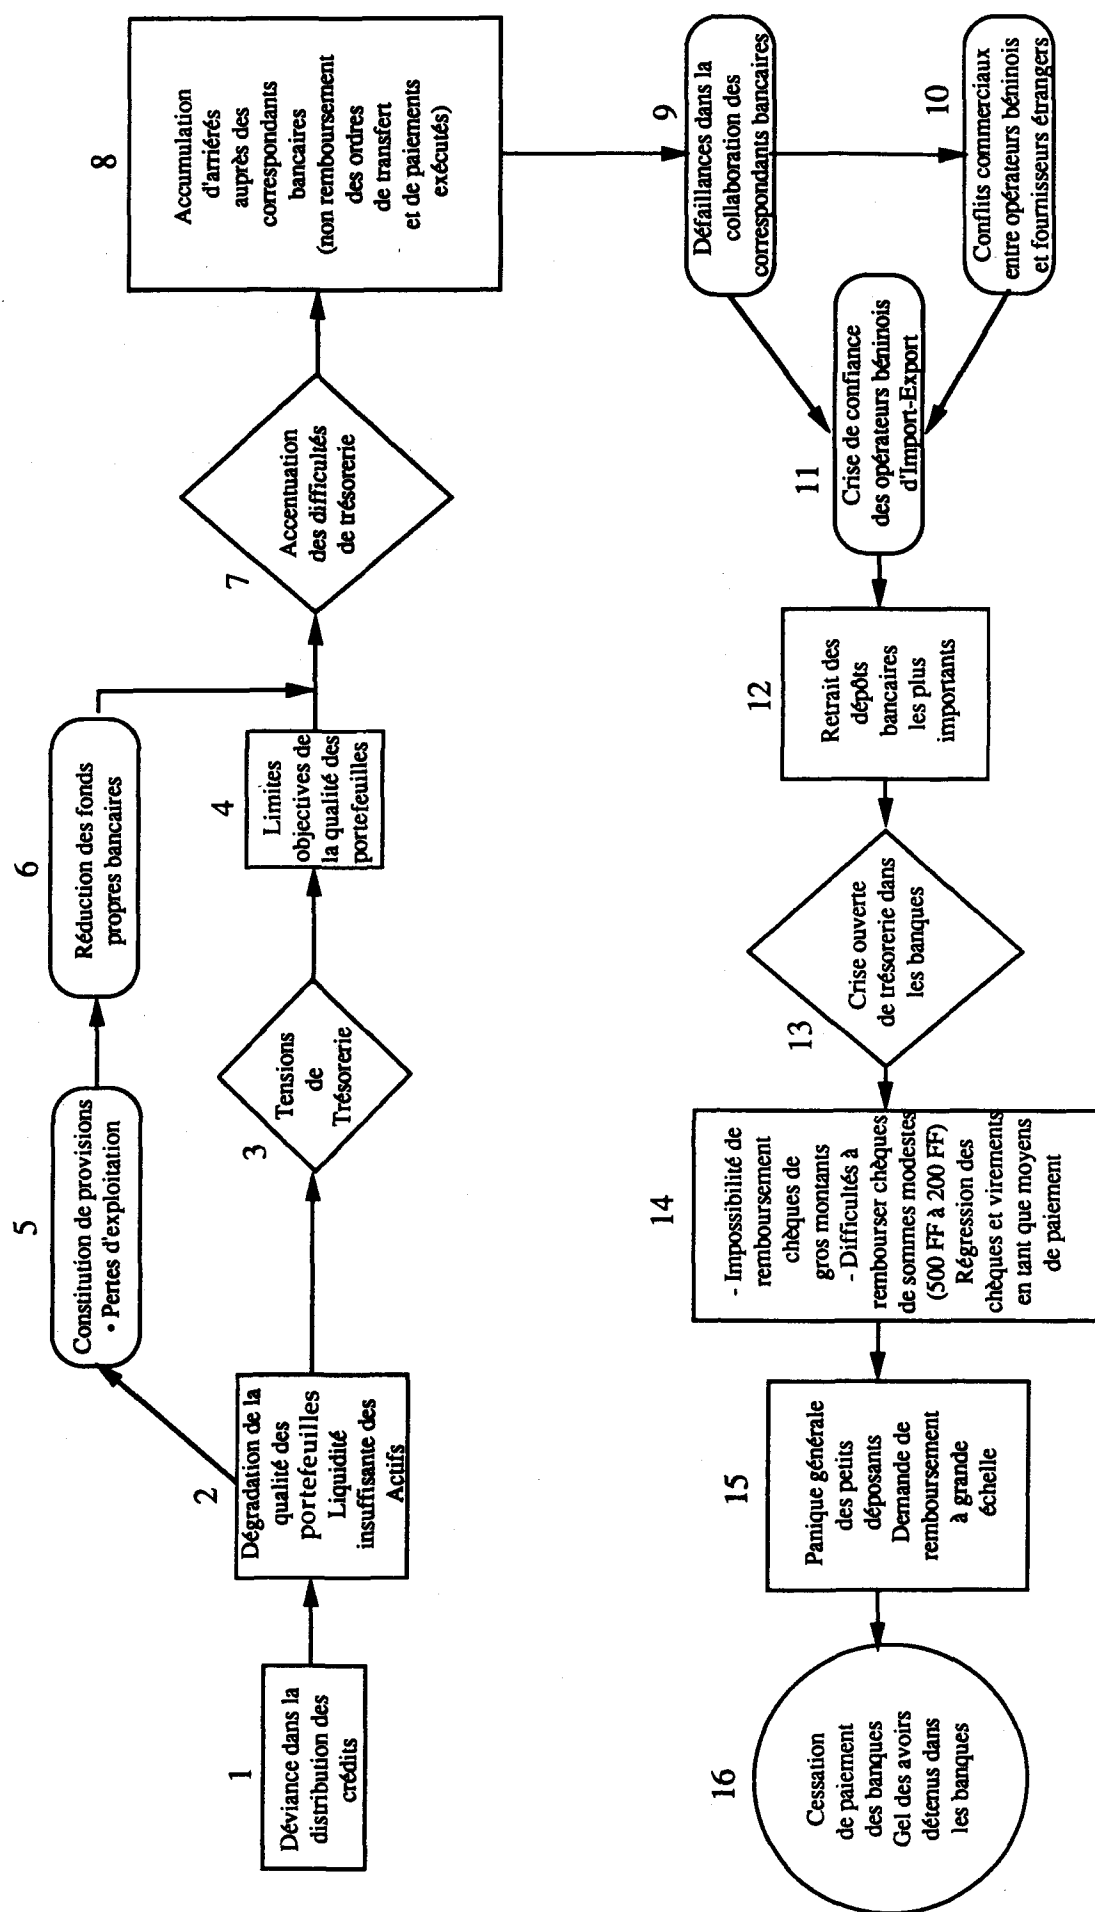 1
Déviance dans la
distribution des
crédits
2
Dégradation de la
qualité des
portefeuilles
Liquidité
insuffisante des
Actifs
3
Tensions
de
Trésorerie
4
Limites
objectives de
la qualité des
portefeuilles
5
Constitution de provisions
• Pertes d'exploitation
6
Réduction des fonds
propres bancaires
7
Accentuation
des difficultés
de trésorerie
8
Accumulation
d'arriérés
auprès des
correspondants
bancaires
(non remboursement
des ordres
de transfert
et de paiements
exécutés)
9
Défaillances dans la
collaboration des
correspondants bancaires
10
Conflits commerciaux
entre opérateurs béninois
et fournisseurs étrangers
11
Crise de confiance
des opérateurs béninois
d'Import-Export
12
Retrait des
dépôts
bancaires
les plus
importants
13
Crise ouverte
de trésorerie dans
les banques
14
- Impossibilité de
remboursement
chèques de
gros montants
- Difficultés à
rembourser chèques
de sommes modestes
(500 FF à 200 FF)
Régression des
chèques et virements
en tant que moyens
de paiement
15
Panique générale
des petits
déposants
Demande de
remboursement
à grande
échelle
16
Cessation
de paiement
des banques
Gel des avoirs
détenus dans
les banques